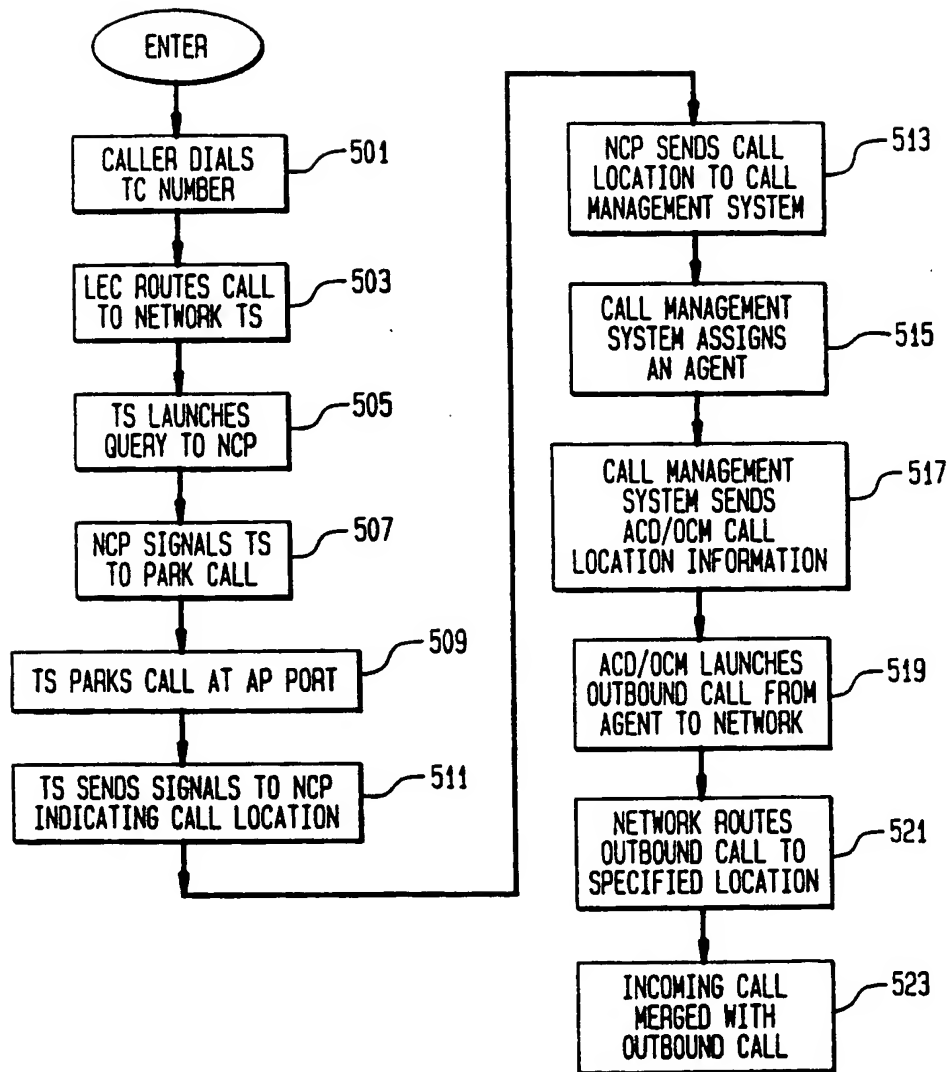 ENTER
CALLER DIALS
TC NUMBER
501
LEC ROUTES CALL
TO NETWORK TS
503
TS LAUNCHES
QUERY TO NCP
505
NCP SIGNALS TS
TO PARK CALL
507
TS PARKS CALL AT AP PORT
509
TS SENDS SIGNALS TO NCP
INDICATING CALL LOCATION
511
NCP SENDS CALL
LOCATION TO CALL
MANAGEMENT SYSTEM
513
CALL MANAGEMENT
SYSTEM ASSIGNS
AN AGENT
515
CALL MANAGEMENT
SYSTEM SENDS
ACD/OCM CALL
LOCATION INFORMATION
517
ACD/OCM LAUNCHES
OUTBOUND CALL FROM
AGENT TO NETWORK
519
NETWORK ROUTES
OUTBOUND CALL TO
SPECIFIED LOCATION
521
INCOMING CALL
MERGED WITH
OUTBOUND CALL
523